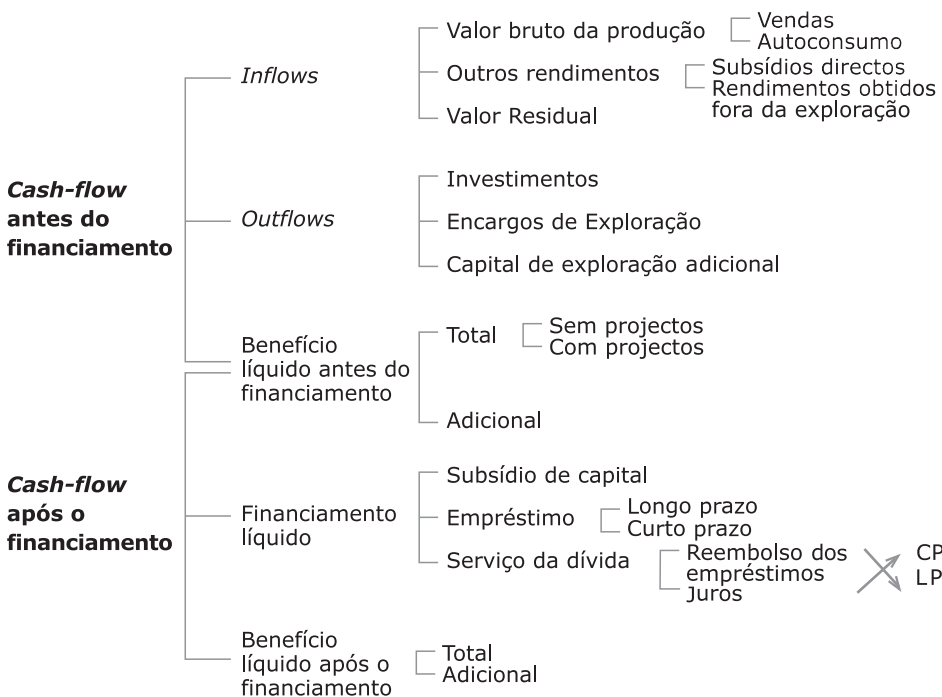 Valor bruto da produção
Vendas
Autoconsumo
Inflows
Outros rendimentos
Subsídios directos
Rendimentos obtidos
fora da exploração
Valor Residual
Cash-flow
antes do
financiamento
Outflows
Investimentos
Encargos de Exploração
Capital de exploração adicional
Benefício
líquido antes do
financiamento
Total
Sem projectos
Com projectos
Adicional
Cash-flow
após o
financiamento
Financiamento
líquido
Subsídio de capital
Empréstimo
Longo prazo
Curto prazo
Serviço da dívida
Reembolso dos
empréstimos
Juros
CP
LP
Benefício
líquido após o
financiamento
Total
Adicional